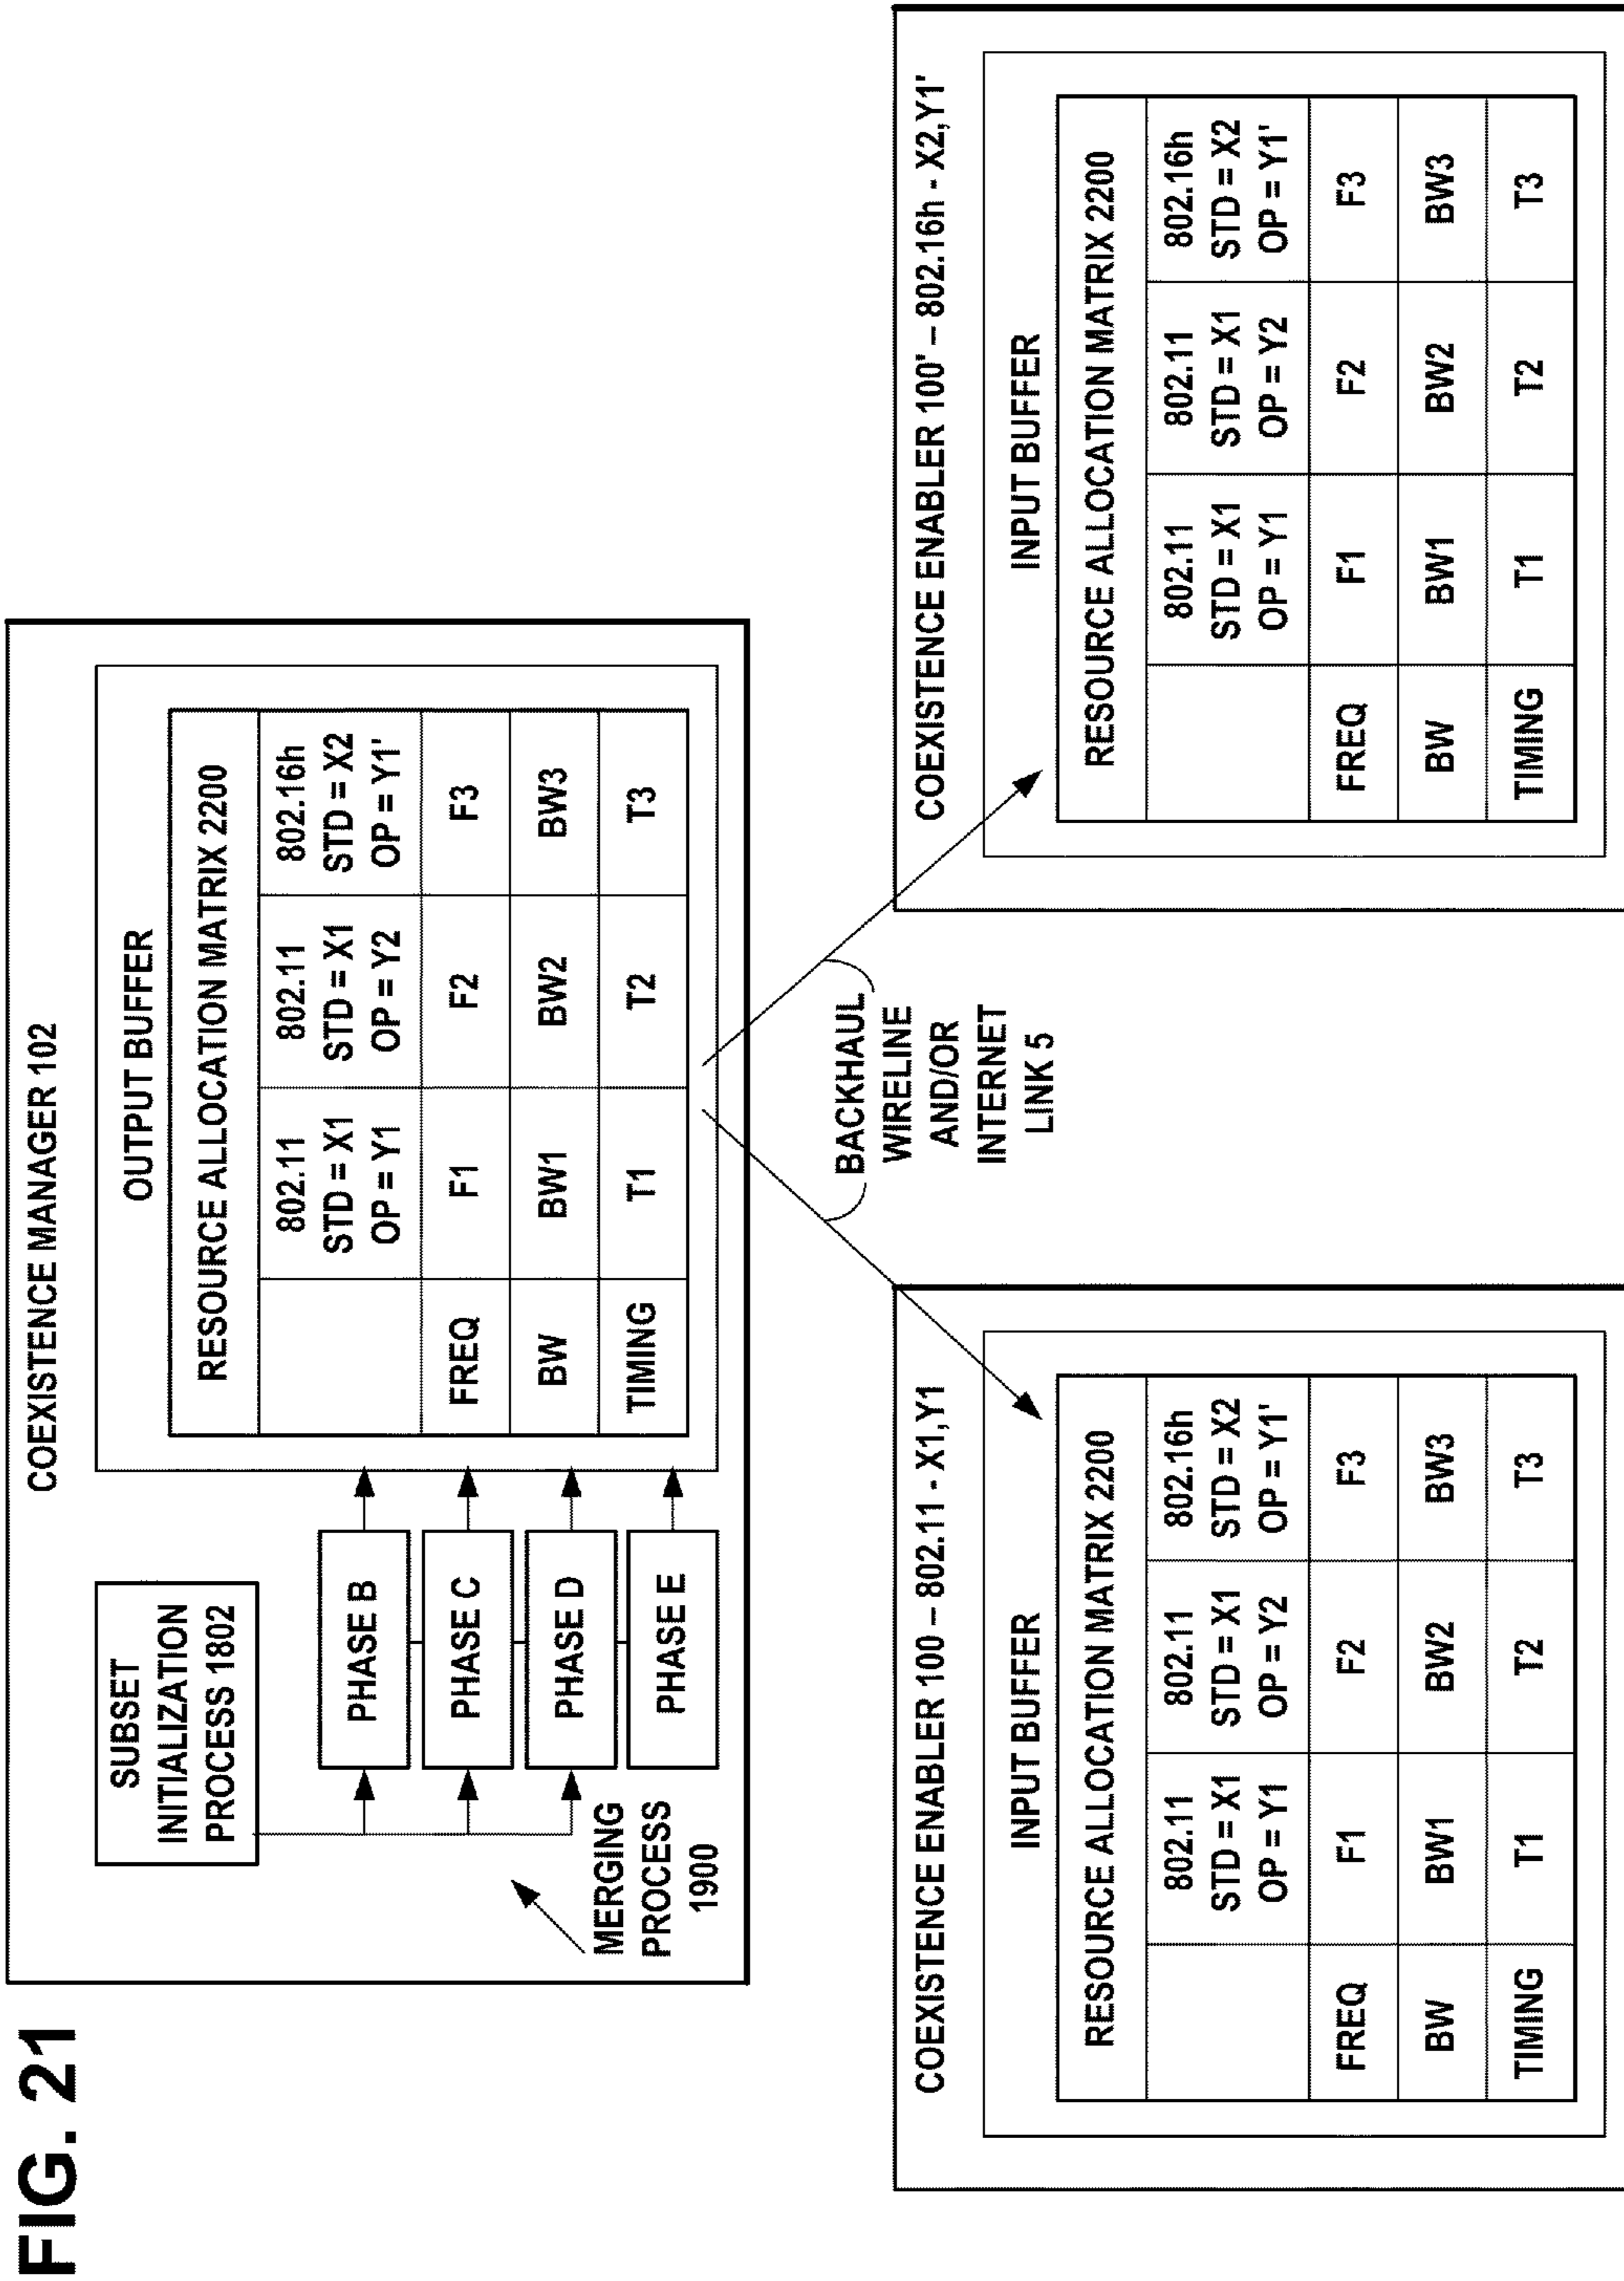 FIG. 21
COEXISTENCE MANAGER 102
SUBSET
INITIALIZATION
PROCESS 1802
PHASE B
PHASE C
PHASE D
PHASE E
MERGING
PROCESS
1900
OUTPUT BUFFER
RESOURCE ALLOCATION MATRIX 2200
802.11 802.11 802.16h
STD = X1 STD = X1 STD = X2
OP = Y1 OP = Y2 OP = Y1'
FREQ F1 F2 F3
BW BW1 BW2 BW3
TIMING T1 T2 T3
BACKHAUL
WIRELINE
AND/OR
INTERNET
LINK 5
COEXISTENCE ENABLER 100 – 802.11 - X1,Y1
INPUT BUFFER
RESOURCE ALLOCATION MATRIX 2200
802.11 802.11 802.16h
STD = X1 STD = X1 STD = X2
OP = Y1 OP = Y2 OP = Y1'
FREQ F1 F2 F3
BW BW1 BW2 BW3
TIMING T1 T2 T3
COEXISTENCE ENABLER 100' – 802.16h - X2,Y1'
INPUT BUFFER
RESOURCE ALLOCATION MATRIX 2200
802.11 802.11 802.16h
STD = X1 STD = X1 STD = X2
OP = Y1 OP = Y2 OP = Y1'
FREQ F1 F2 F3
BW BW1 BW2 BW3
TIMING T1 T2 T3